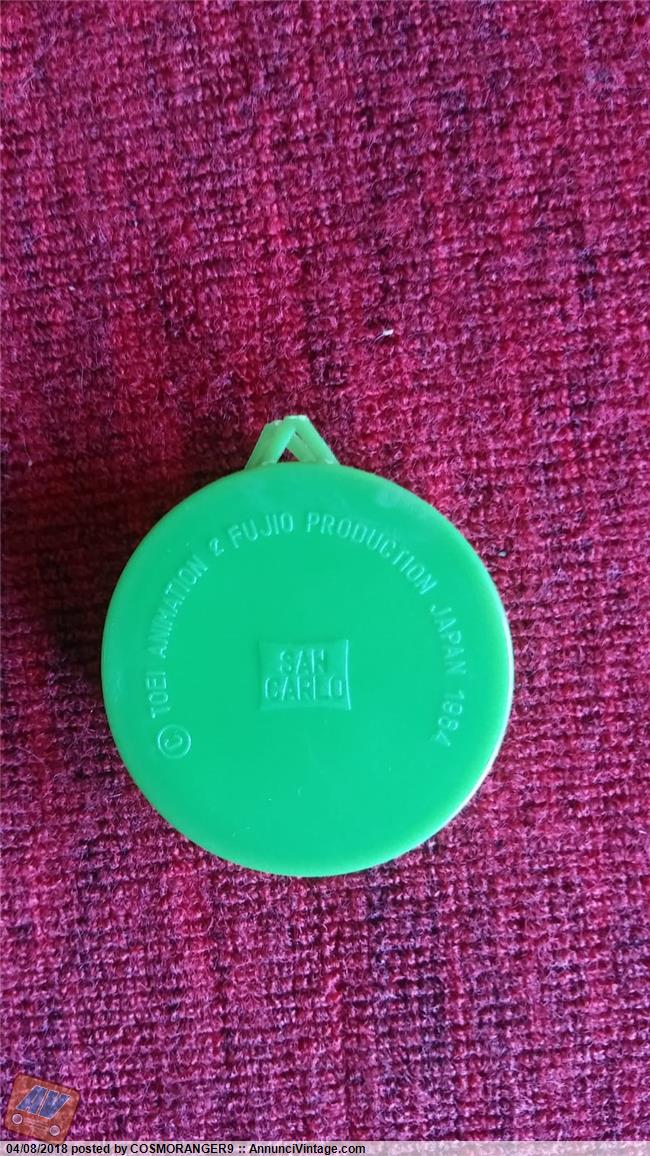 © TOEI ANIMATION & FUJIO PRODUCTION JAPAN 1984
SAN
CARLO
AV
04/08/2018 posted by COSMORANGER9 :: AnnunciVintage.com